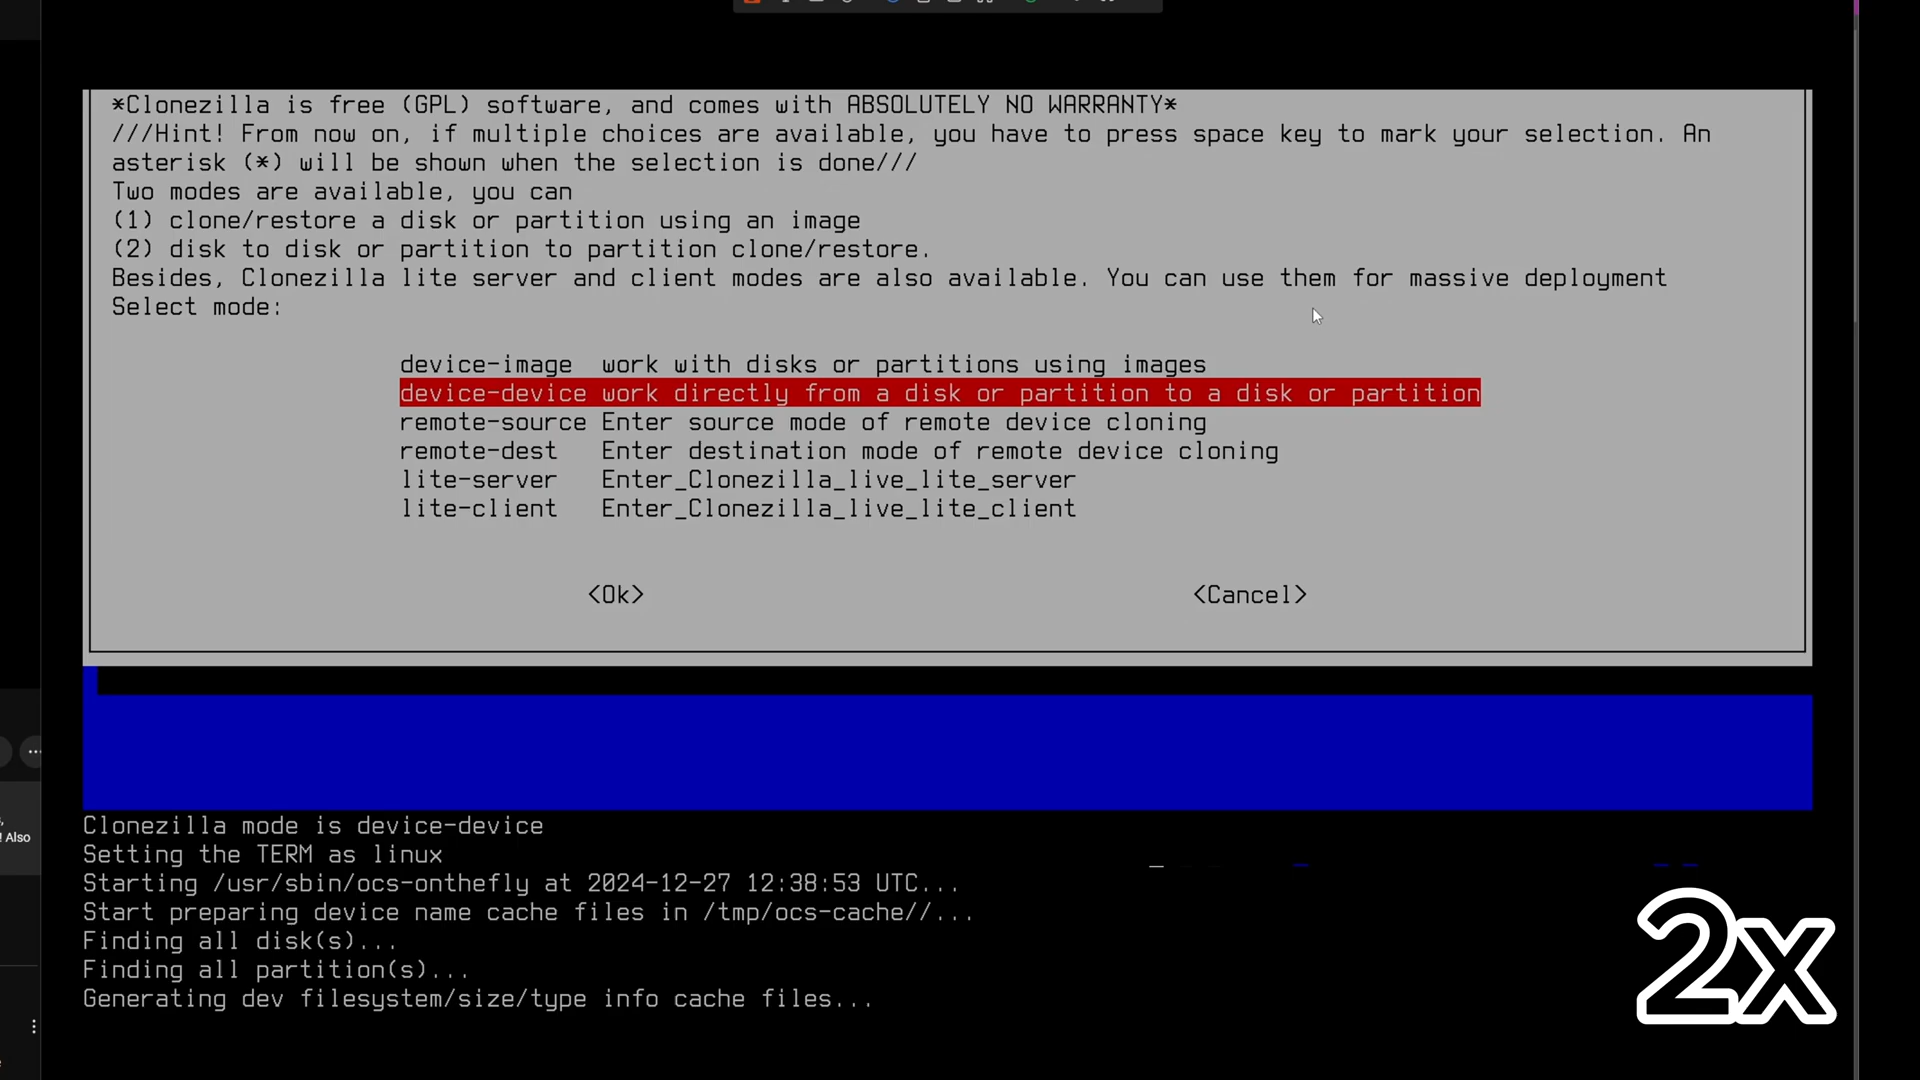 *Clonezilla is free (GPL) software, and comes with ABSOLUTELY NO WARRANTY*
///Hint! From now on, if multiple choices are available, you have to press space key to mark your selection. An
asterisk (*) will be shown when the selection is done///
Two modes are available, you can
(1) clone/restore a disk or partition using an image
(2) disk to disk or partition to partition clone/restore.
Besides, Clonezilla lite server and client modes are also available. You can use them for massive deployment
Select mode:
device-image work with disks or partitions using images
device-device work directly from a disk or partition to a disk or partition
remote-source Enter source mode of remote device cloning
remote-dest Enter destination mode of remote device cloning
lite-server Enter_Clonezilla_live_lite_server
lite-client Enter_Clonezilla_live_lite_client
<Ok> <Cancel>
! Also
Clonezilla mode is device-device
Setting the TERM as linux
Starting /usr/sbin/ocs-onthefly at 2024-12-27 12:38:53 UTC...
Start preparing device name cache files in /tmp/ocs-cache//...
Finding all disk(s)...
Finding all partition(s)...
Generating dev filesystem/size/type info cache files...
2x